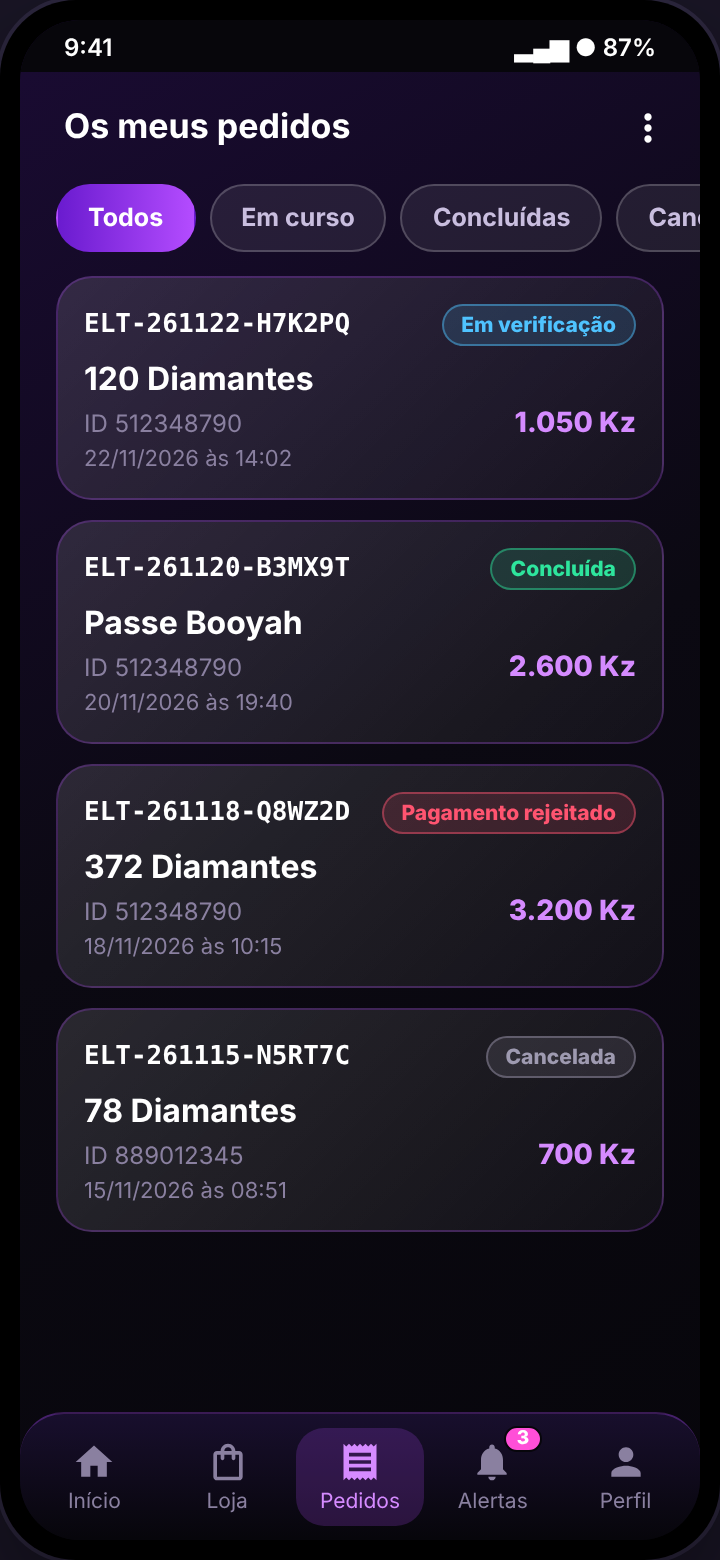 9:41
87%
Os meus pedidos
Todos
Em curso
Concluídas
Canc
ELT-261122-H7K2PQ
Em verificação
120 Diamantes
ID 512348790
1.050 Kz
22/11/2026 às 14:02
ELT-261120-B3MX9T
Concluída
Passe Booyah
ID 512348790
2.600 Kz
20/11/2026 às 19:40
ELT-261118-Q8WZ2D
Pagamento rejeitado
372 Diamantes
ID 512348790
3.200 Kz
18/11/2026 às 10:15
ELT-261115-N5RT7C
Cancelada
78 Diamantes
ID 889012345
700 Kz
15/11/2026 às 08:51
3
Início
Loja
Pedidos
Alertas
Perfil